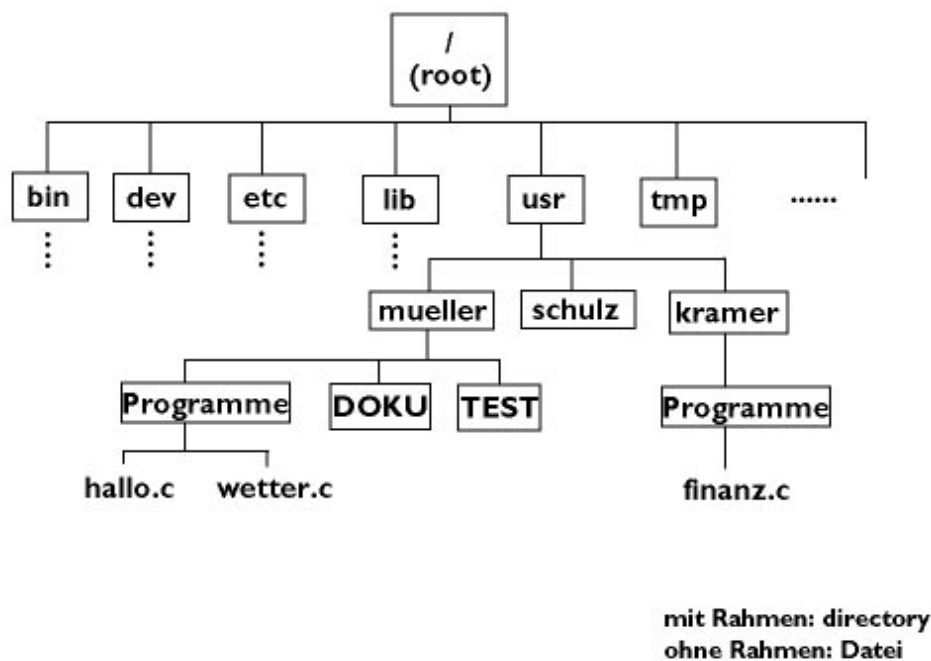 /
(root)
bin dev etc lib usr tmp ......
mueller schulz kramer
Programme DOKU TEST Programme
hallo.c wetter.c finanz.c
mit Rahmen: directory
ohne Rahmen: Datei